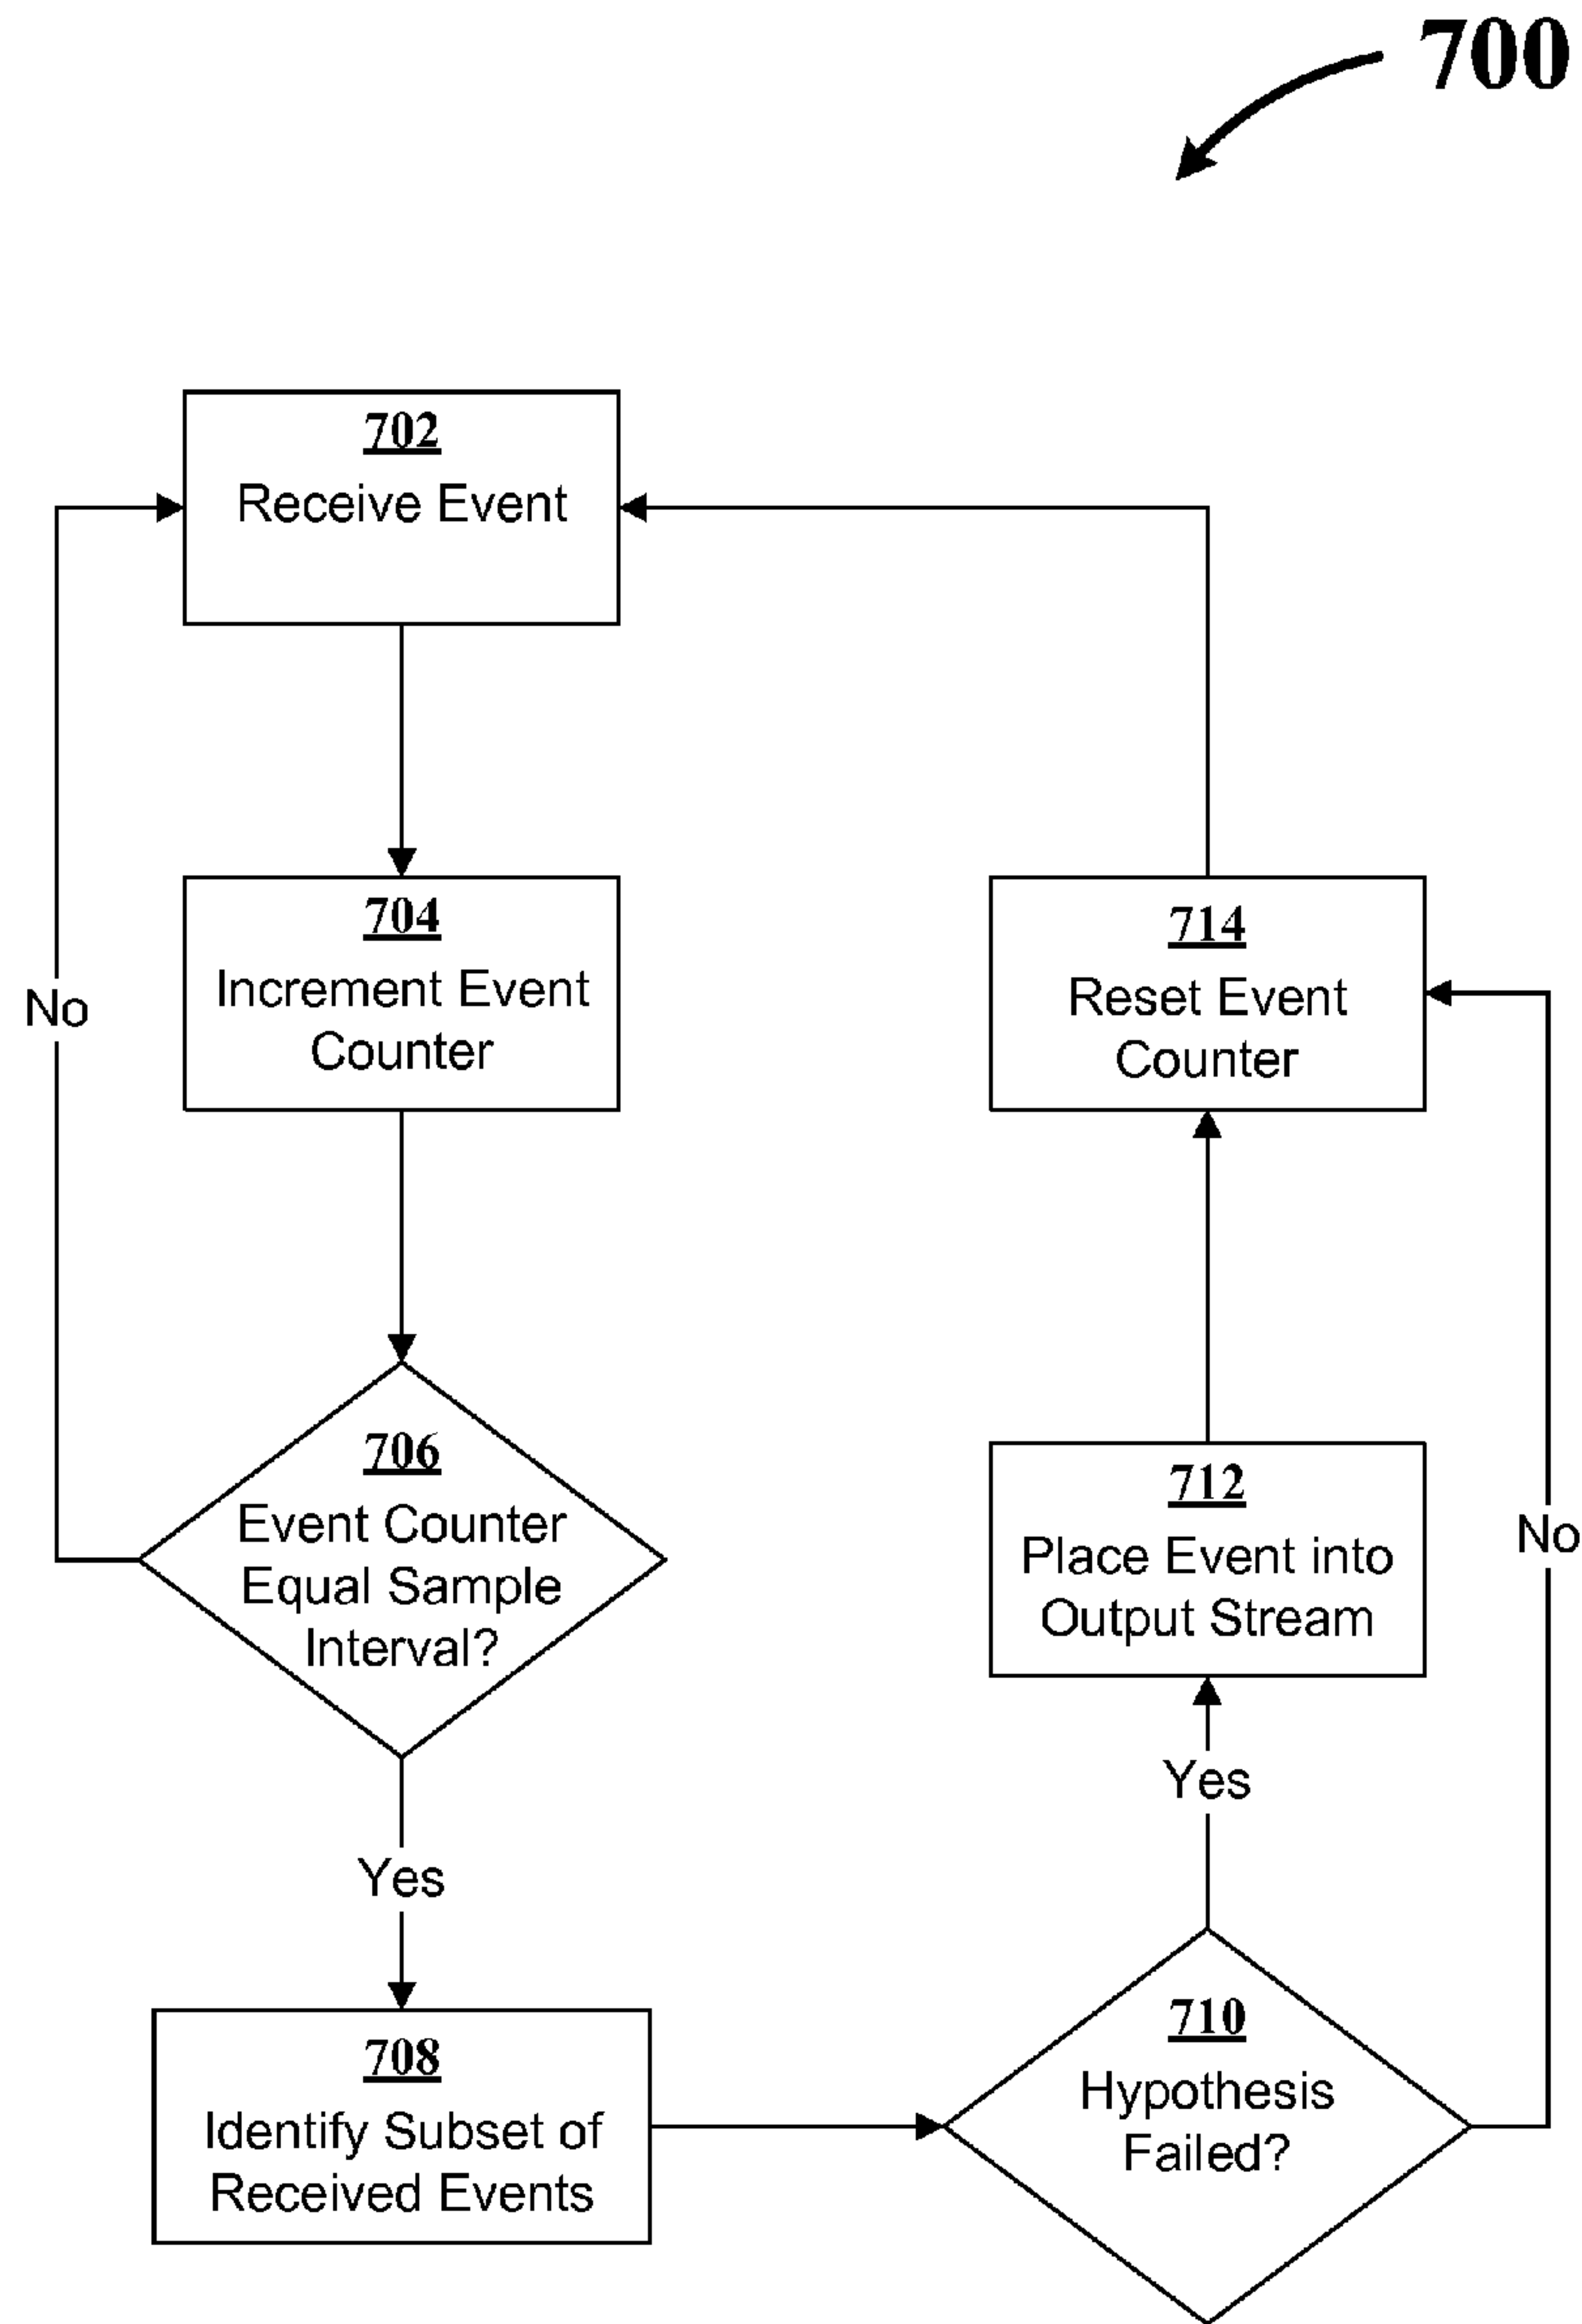 700
702
Receive Event
704
Increment Event
Counter
No
706
Event Counter
Equal Sample
Interval?
Yes
708
Identify Subset of
Received Events
710
Hypothesis
Failed?
Yes
No
712
Place Event into
Output Stream
714
Reset Event
Counter